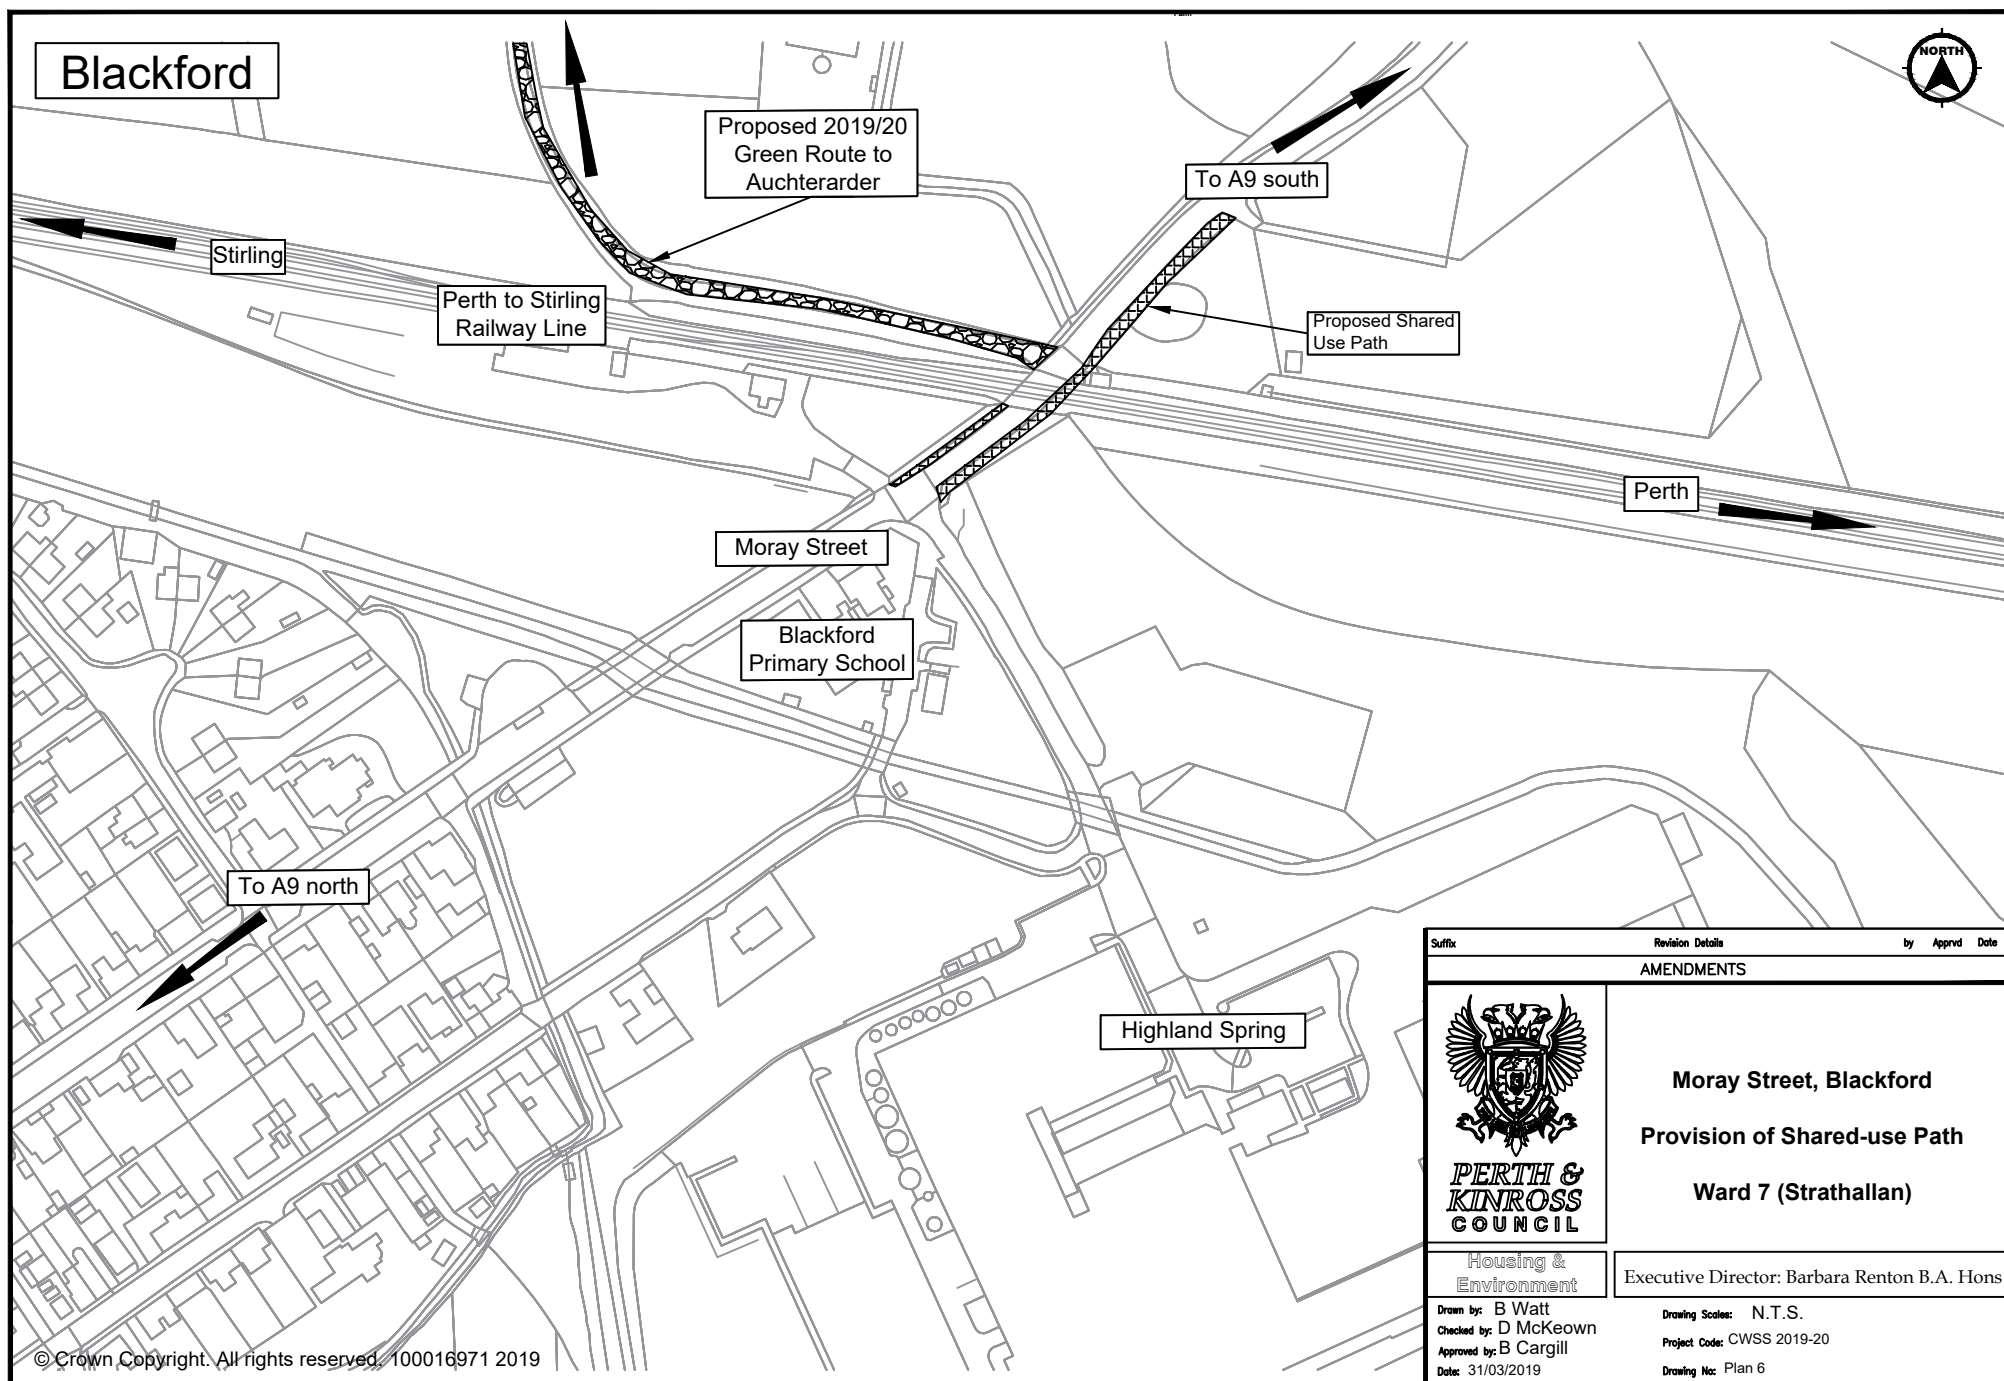 Blackford
NORTH
Proposed 2019/20
Green Route to
Auchterarder
To A9 south
Stirling
Perth to Stirling
Railway Line
Proposed Shared
Use Path
Perth
Moray Street
Blackford
Primary School
To A9 north
Highland Spring
Suffix Revision Details by Apprvd Date
AMENDMENTS
PERTH &
KINROSS
COUNCIL
Moray Street, Blackford
Provision of Shared-use Path
Ward 7 (Strathallan)
Housing &
Environment
Executive Director: Barbara Renton B.A. Hons
Drawn by: B Watt
Checked by: D McKeown
Approved by: B Cargill
Date: 31/03/2019
Drawing Scales: N.T.S.
Project Code: CWSS 2019-20
Drawing No: Plan 6
© Crown Copyright. All rights reserved. 100016971 2019